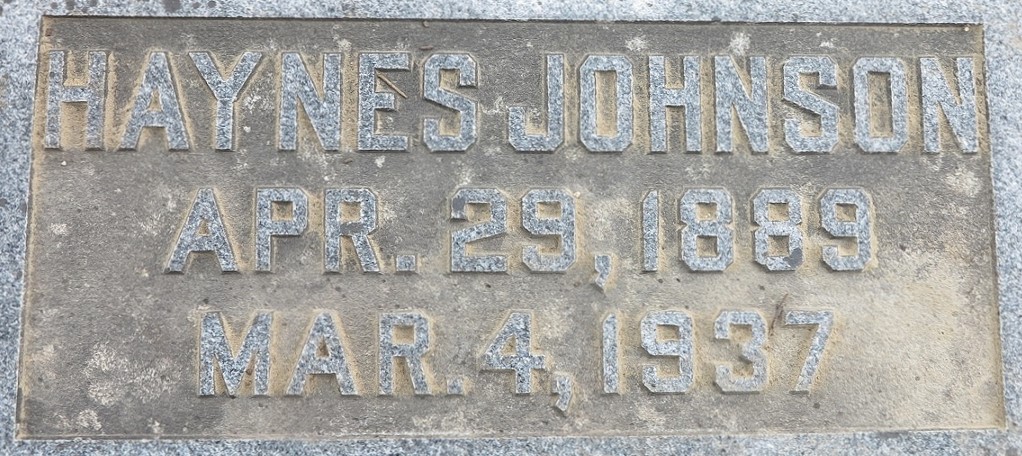 HAYNES JOHNSON
APR. 29, 1889
MAR. 4, 1937